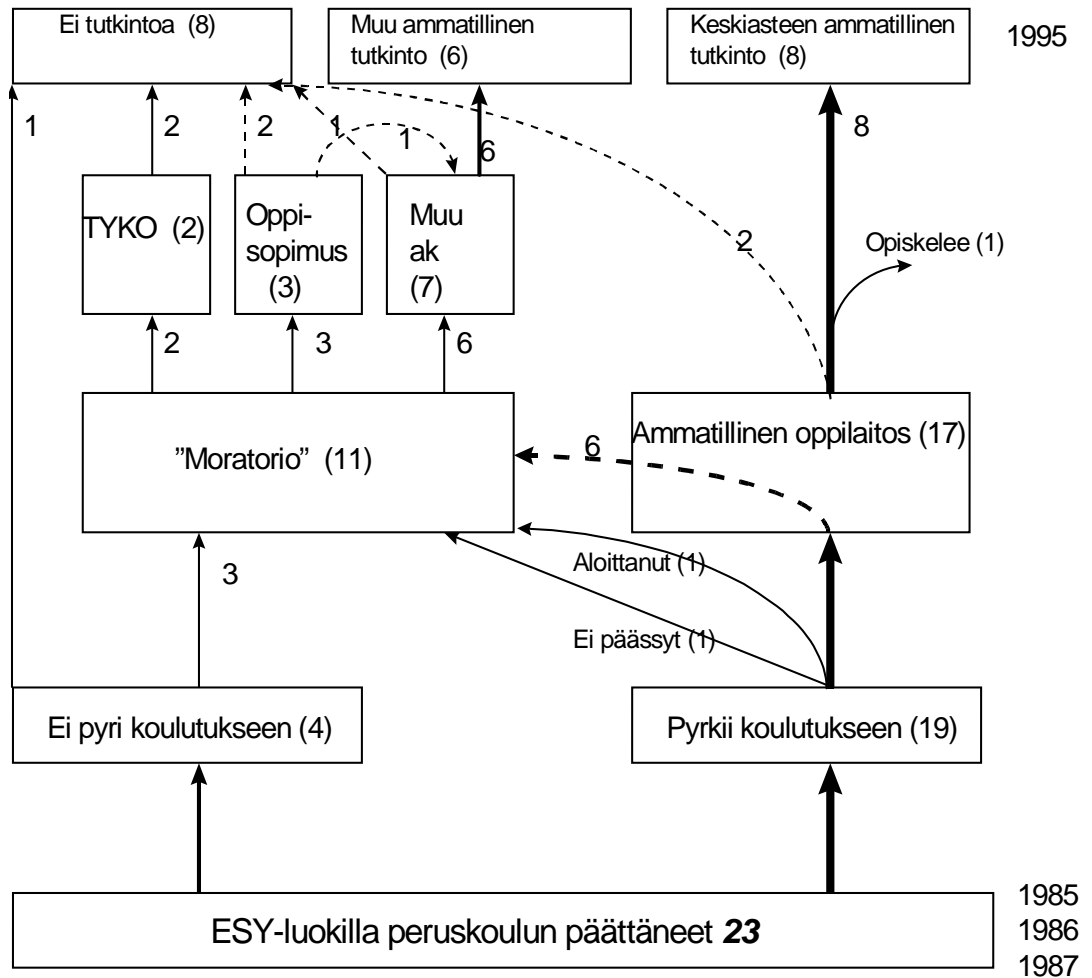 Ei tutkintoa (8)
Muu ammatillinen
tutkinto (6)
Keskiasteen ammatillinen
tutkinto (8)
1995
1
2
2
1
1
6
8
TYKO (2)
Oppi-
sopimus
(3)
Muu
ak
(7)
2
Opiskelee (1)
2
3
6
"Moratorio" (11)
6
Ammatillinen oppilaitos (17)
3
Aloittanut (1)
Ei päässyt (1)
Ei pyri koulutukseen (4)
Pyrkii koulutukseen (19)
ESY-luokilla peruskoulun päättäneet 23
1985
1986
1987